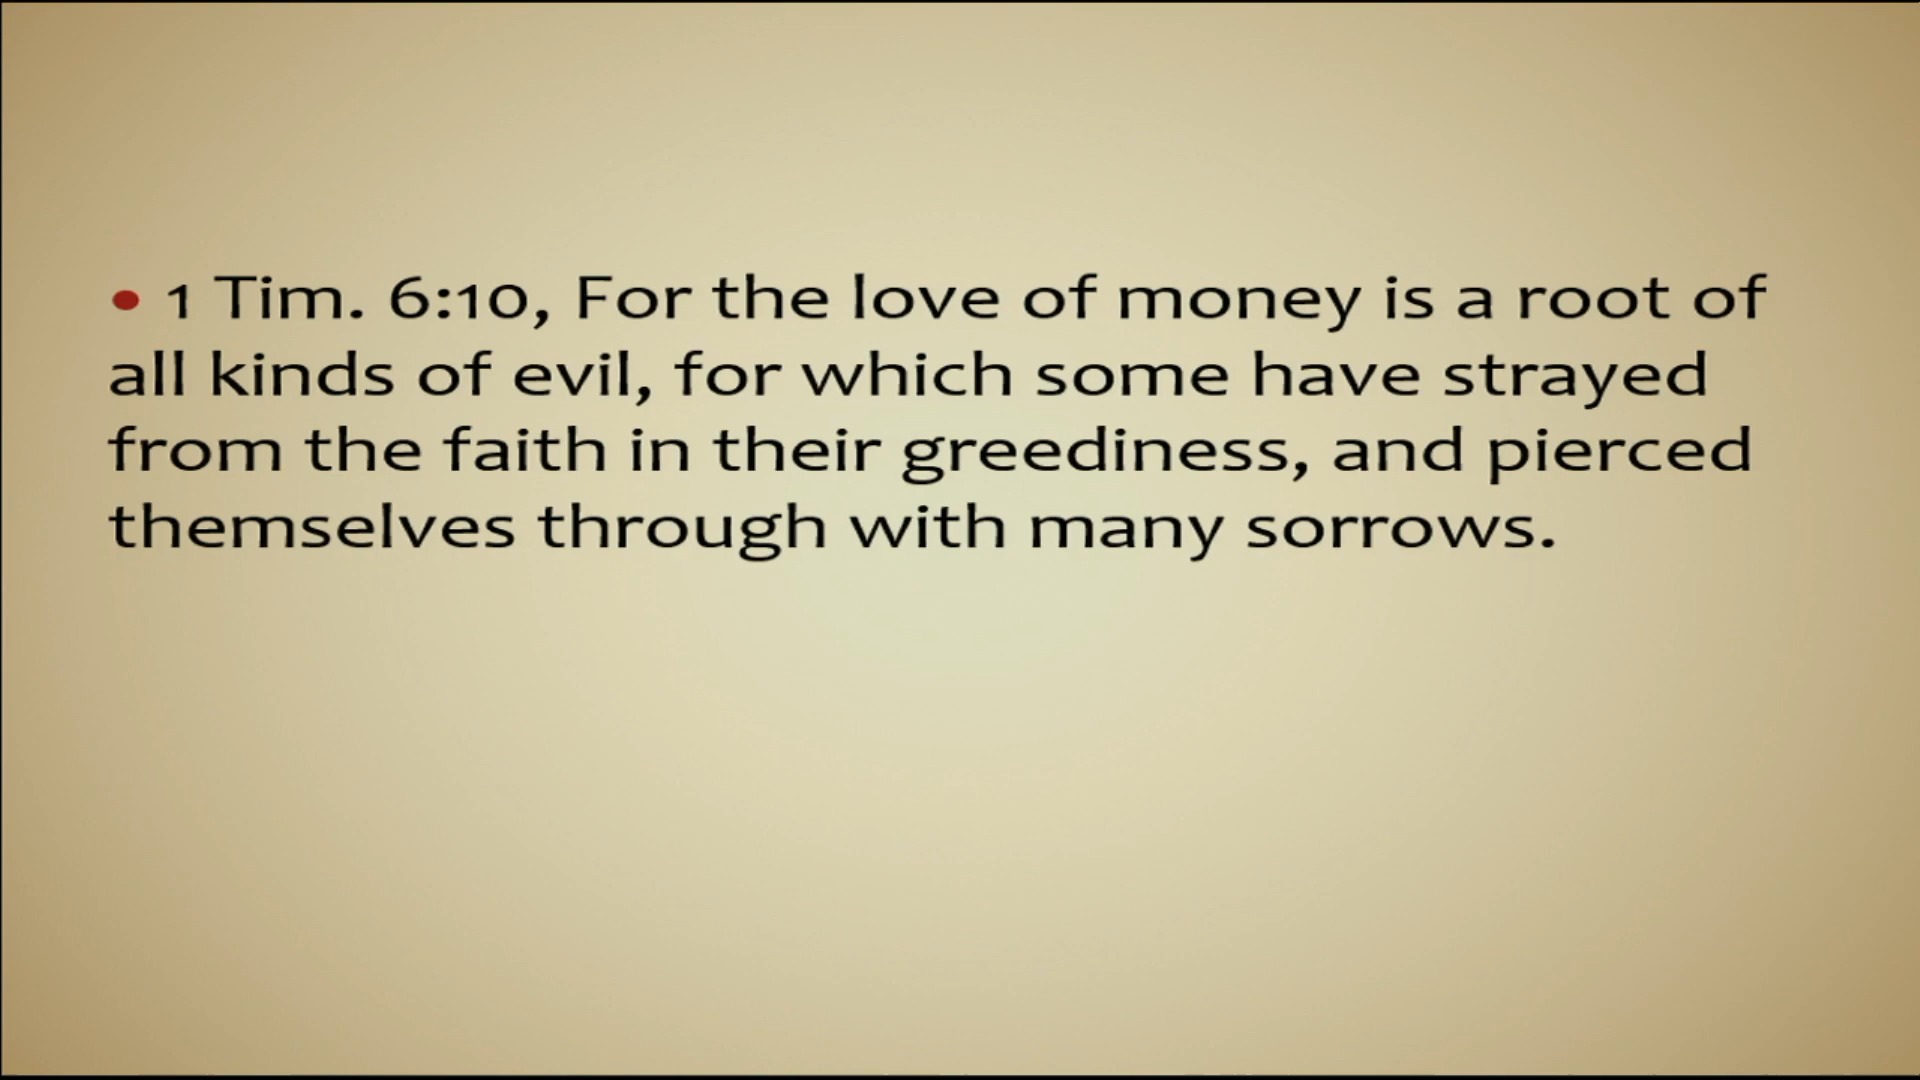 • 1 Tim. 6:10, For the love of money is a root of
all kinds of evil, for which some have strayed
from the faith in their greediness, and pierced
themselves through with many sorrows.